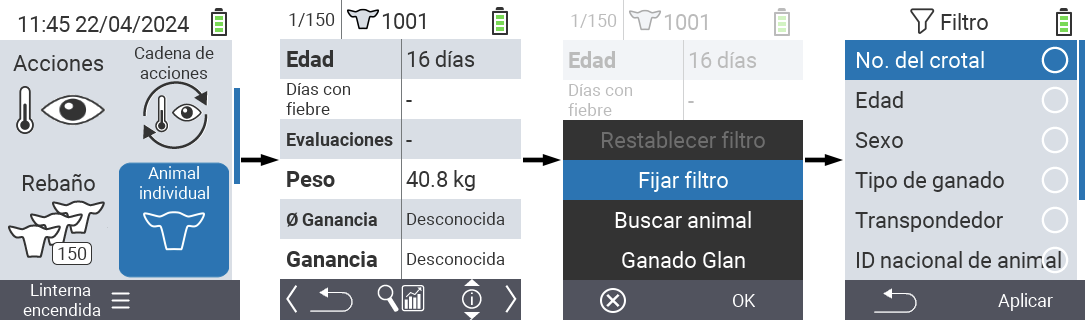 11:45 22/04/2024
Acciones
Cadena de
acciones
Rebaño
150
Animal
individual
Linterna
encendida
1/150
1001
Edad 16 días
Días con
fiebre -
Evaluaciones -
Peso 40.8 kg
Ø Ganancia Desconocida
Ganancia Desconocida
1/150
1001
Edad 16 días
Días con
fiebre -
Restablecer filtro
Fijar filtro
Buscar animal
Ganado Glan
OK
Filtro
No. del crotal
Edad
Sexo
Tipo de ganado
Transpondedor
ID nacional de animal
Aplicar